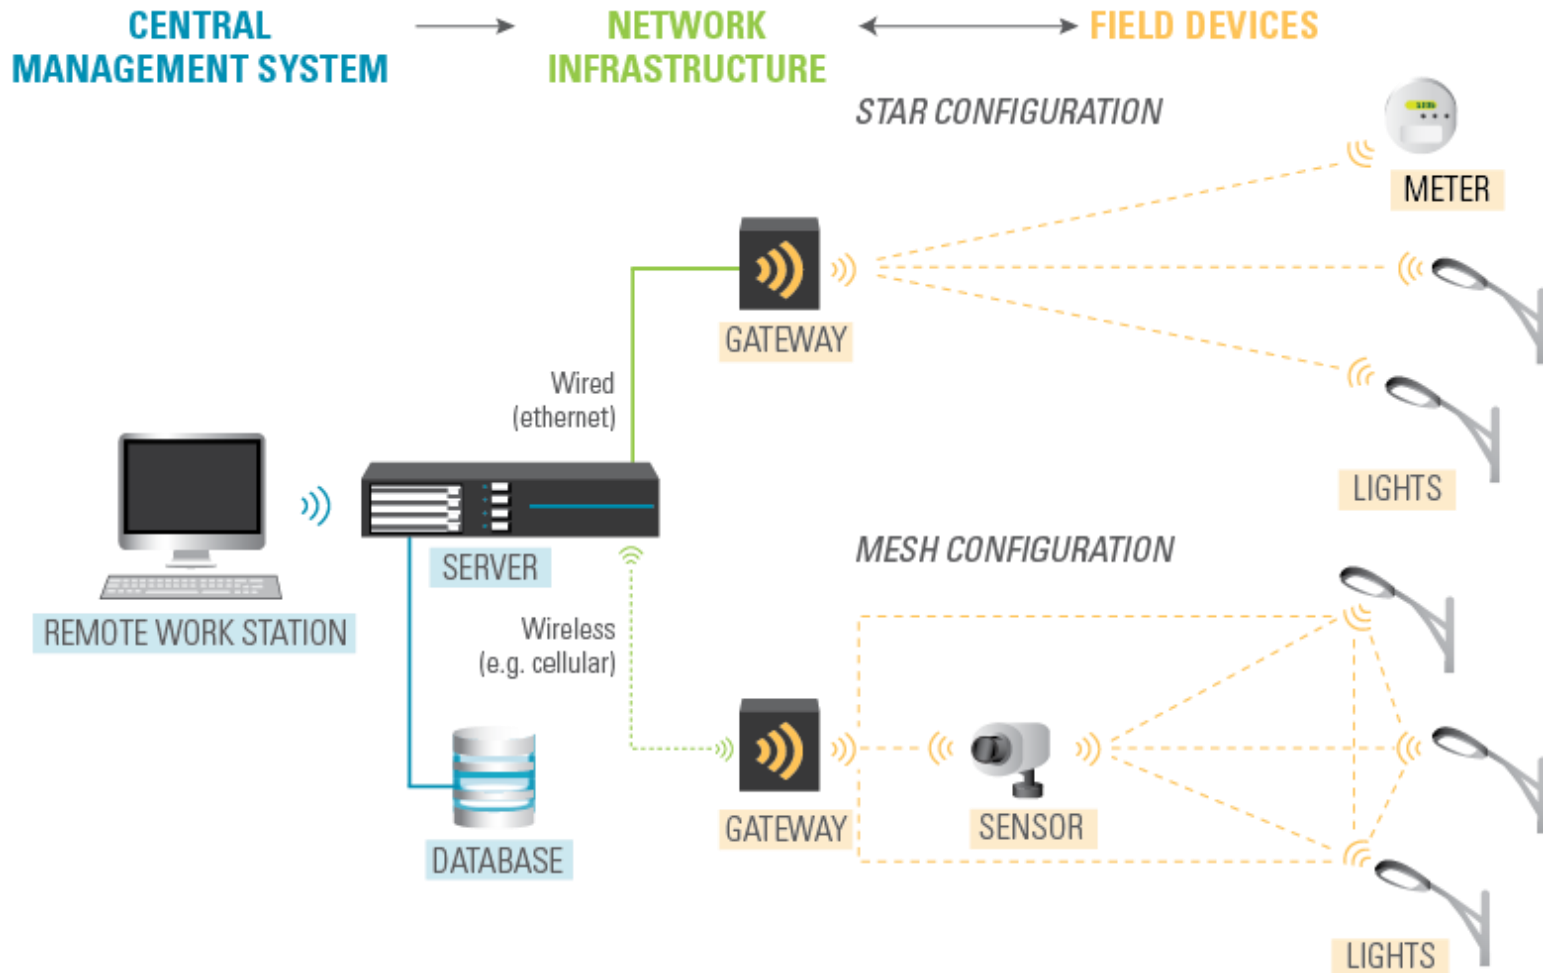 CENTRAL
MANAGEMENT SYSTEM
NETWORK
INFRASTRUCTURE
FIELD DEVICES
STAR CONFIGURATION
METER
GATEWAY
Wired
(ethernet)
LIGHTS
SERVER
REMOTE WORK STATION
MESH CONFIGURATION
Wireless
(e.g. cellular)
GATEWAY
SENSOR
DATABASE
LIGHTS